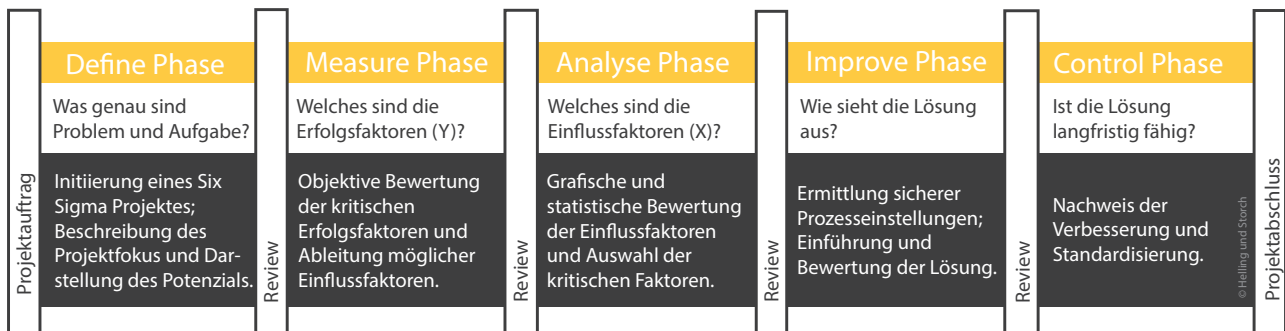 Projektauftrag
Define Phase
Was genau sind
Problem und Aufgabe?
Initiierung eines Six
Sigma Projektes;
Beschreibung des
Projektfokus und Dar-
stellung des Potenzials.
Review
Measure Phase
Welches sind die
Erfolgsfaktoren (Y)?
Objektive Bewertung
der kritischen
Erfolgsfaktoren und
Ableitung möglicher
Einflussfaktoren.
Review
Analyse Phase
Welches sind die
Einflussfaktoren (X)?
Grafische und
statistische Bewertung
der Einflussfaktoren
und Auswahl der
kritischen Faktoren.
Review
Improve Phase
Wie sieht die Lösung
aus?
Ermittlung sicherer
Prozesseinstellungen;
Einführung und
Bewertung der Lösung.
Review
Control Phase
Ist die Lösung
langfristig fähig?
Nachweis der
Verbesserung und
Standardisierung.
© Helling und Storch
Projektabschluss